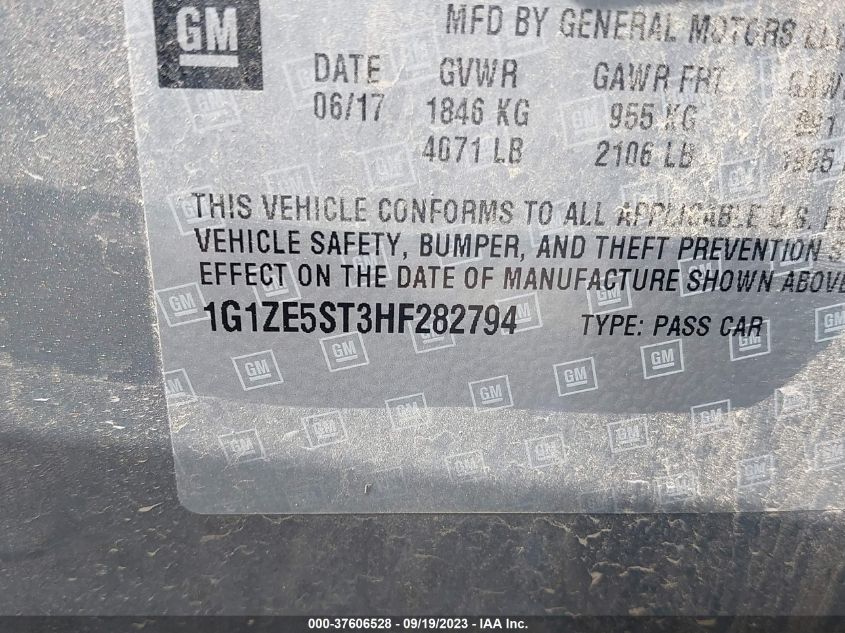 GM
MFD BY GENERAL MOTORS LLC
DATE GVWR GAWR FRT
06/17 1846 KG 955 KG
4071 LB 2106 LB
THIS VEHICLE CONFORMS TO ALL APPLICABLE U.S.
VEHICLE SAFETY, BUMPER, AND THEFT PREVENTION
EFFECT ON THE DATE OF MANUFACTURE SHOWN ABOVE
1G1ZE5ST3HF282794 TYPE: PASS CAR
000-37606528 - 09/19/2023 - IAA Inc.